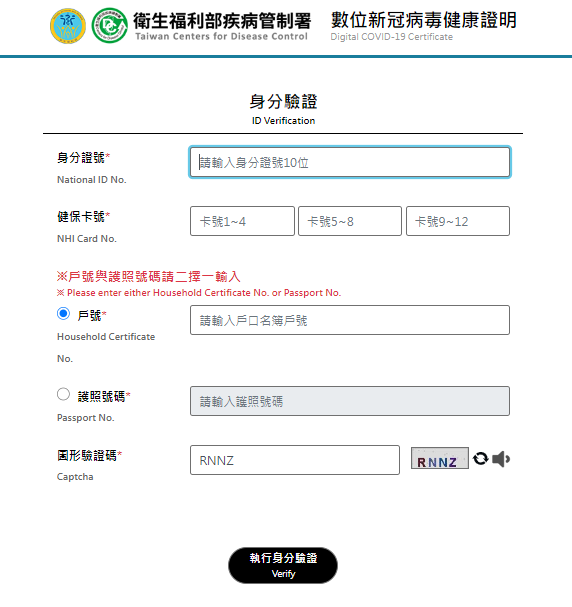 衛生福利部疾病管制署
Taiwan Centers for Disease Control
數位新冠病毒健康證明
Digital COVID-19 Certificate
身分驗證
ID Verification
身分證號*
National ID No.
請輸入身分證號10位
健保卡號*
NHI Card No.
卡號1~4 卡號5~8 卡號9~12
※戶號與護照號碼請二擇一輸入
※ Please enter either Household Certificate No. or Passport No.
戶號*
Household Certificate
No.
請輸入戶口名簿戶號
護照號碼*
Passport No.
請輸入護照號碼
圖形驗證碼*
Captcha
RNNZ
RNNZ
執行身分驗證
Verify